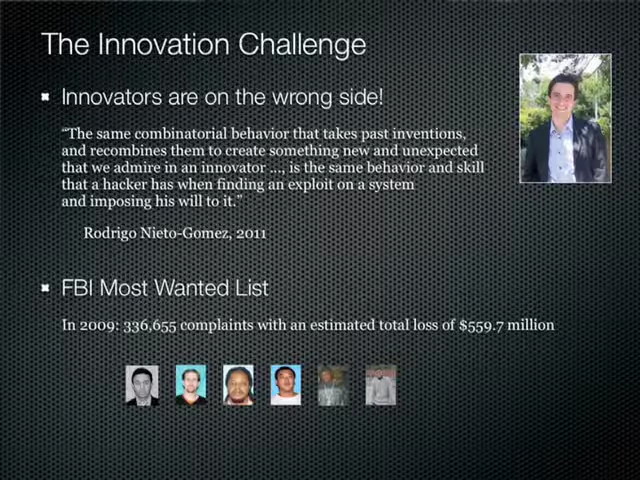 The Innovation Challenge
Innovators are on the wrong side!
“The same combinatorial behavior that takes past inventions,
and recombines them to create something new and unexpected
that we admire in an innovator ..., is the same behavior and skill
that a hacker has when finding an exploit on a system
and imposing his will to it.”
Rodrigo Nieto-Gomez, 2011
FBI Most Wanted List
In 2009: 336,655 complaints with an estimated total loss of $559.7 million